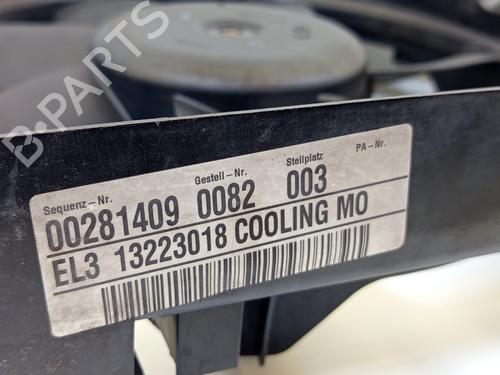 B-PARTS
Sequenz-Nr. Gestell-Nr. Stellplatz PA-Nr.
00281409 0082 003
EL3 13223018 COOLING MO